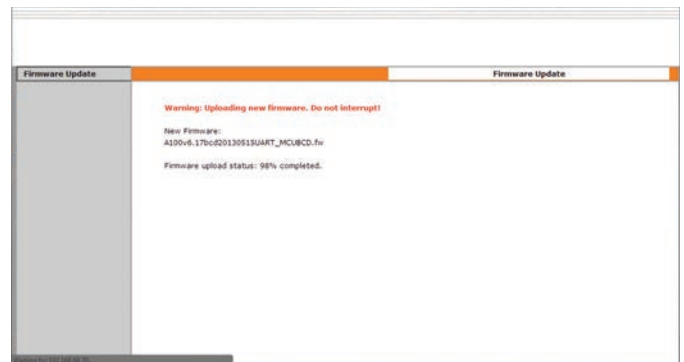 Firmware Update
Firmware Update
Warning: Uploading new firmware. Do not interrupt!
New Firmware:
A100v6.17bcd20130515UART_MCUBCD.fw
Firmware upload status: 98% completed.